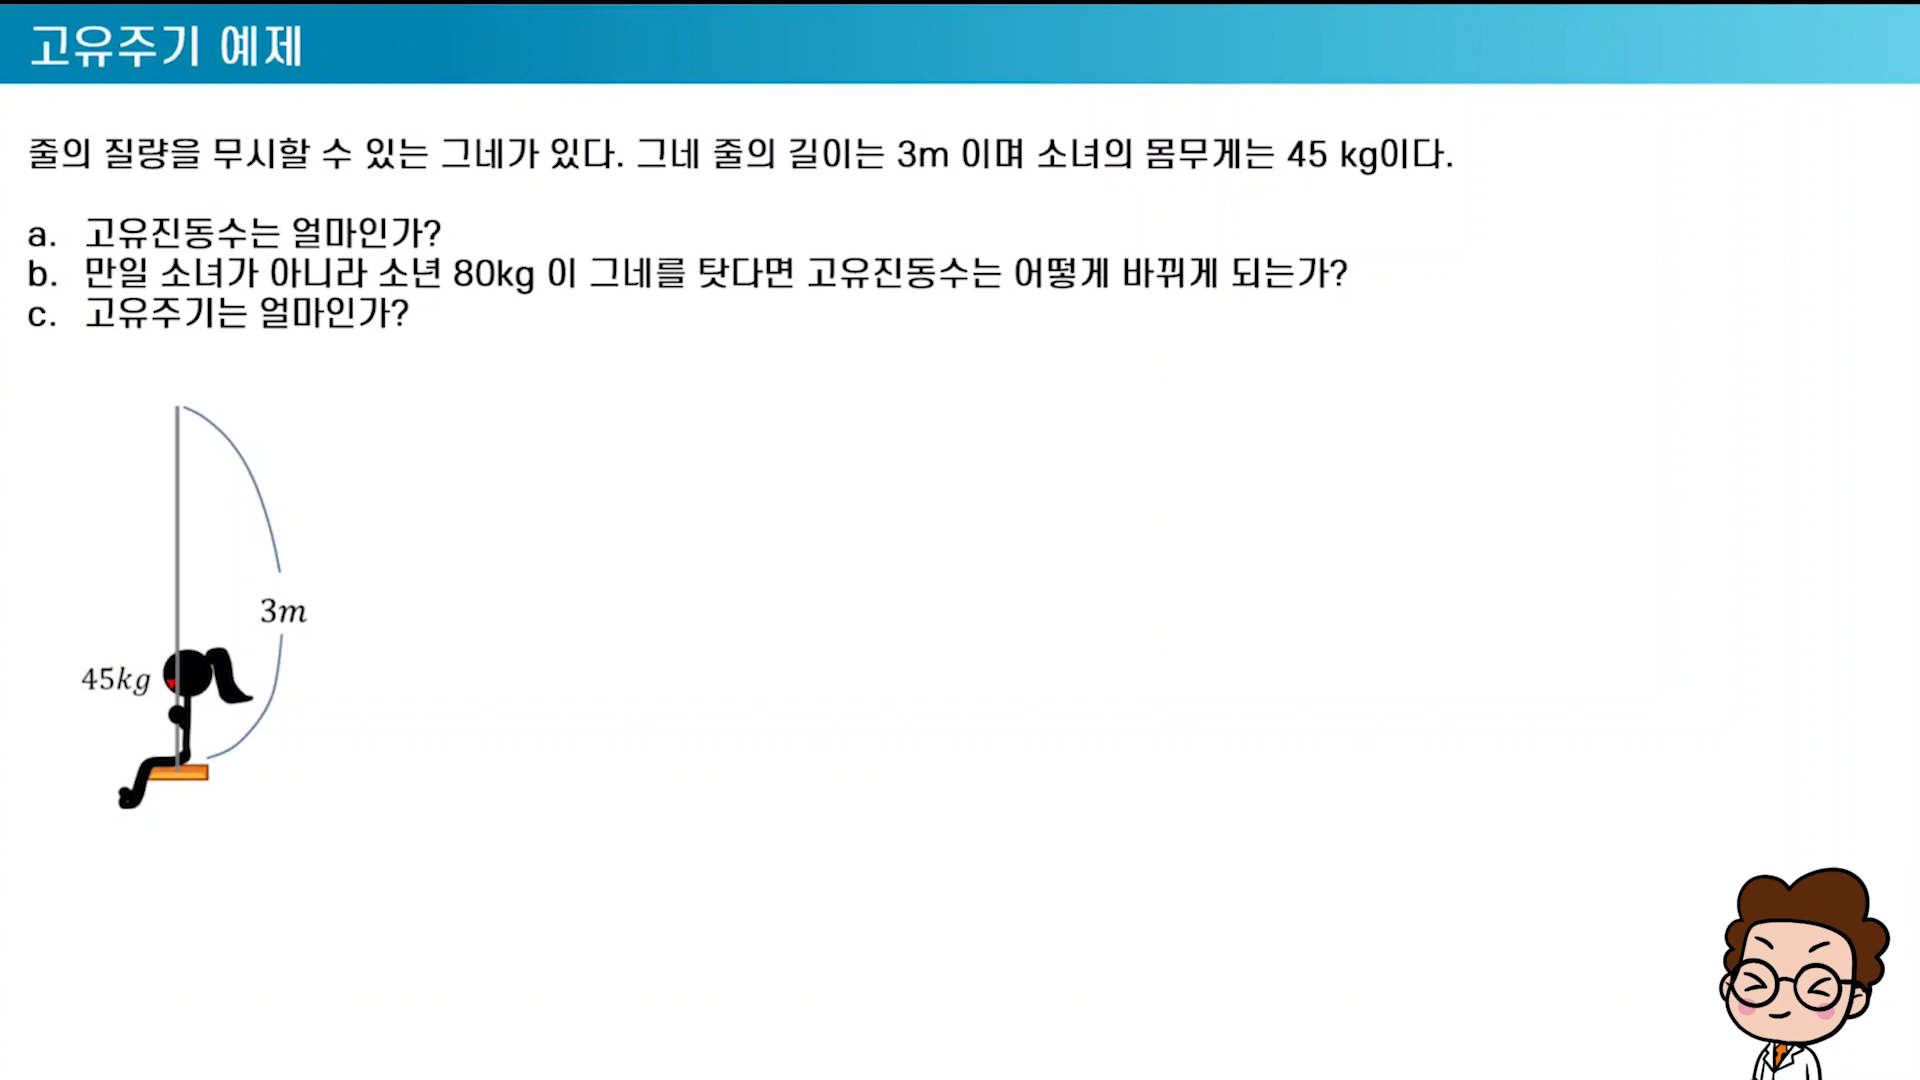 고유주기 예제
줄의 질량을 무시할 수 있는 그네가 있다. 그네 줄의 길이는 3m 이며 소녀의 몸무게는 45 kg이다.
a. 고유진동수는 얼마인가?
b. 만일 소녀가 아니라 소년 80kg 이 그네를 탓다면 고유진동수는 어떻게 바뀌게 되는가?
c. 고유주기는 얼마인가?
3m
45kg